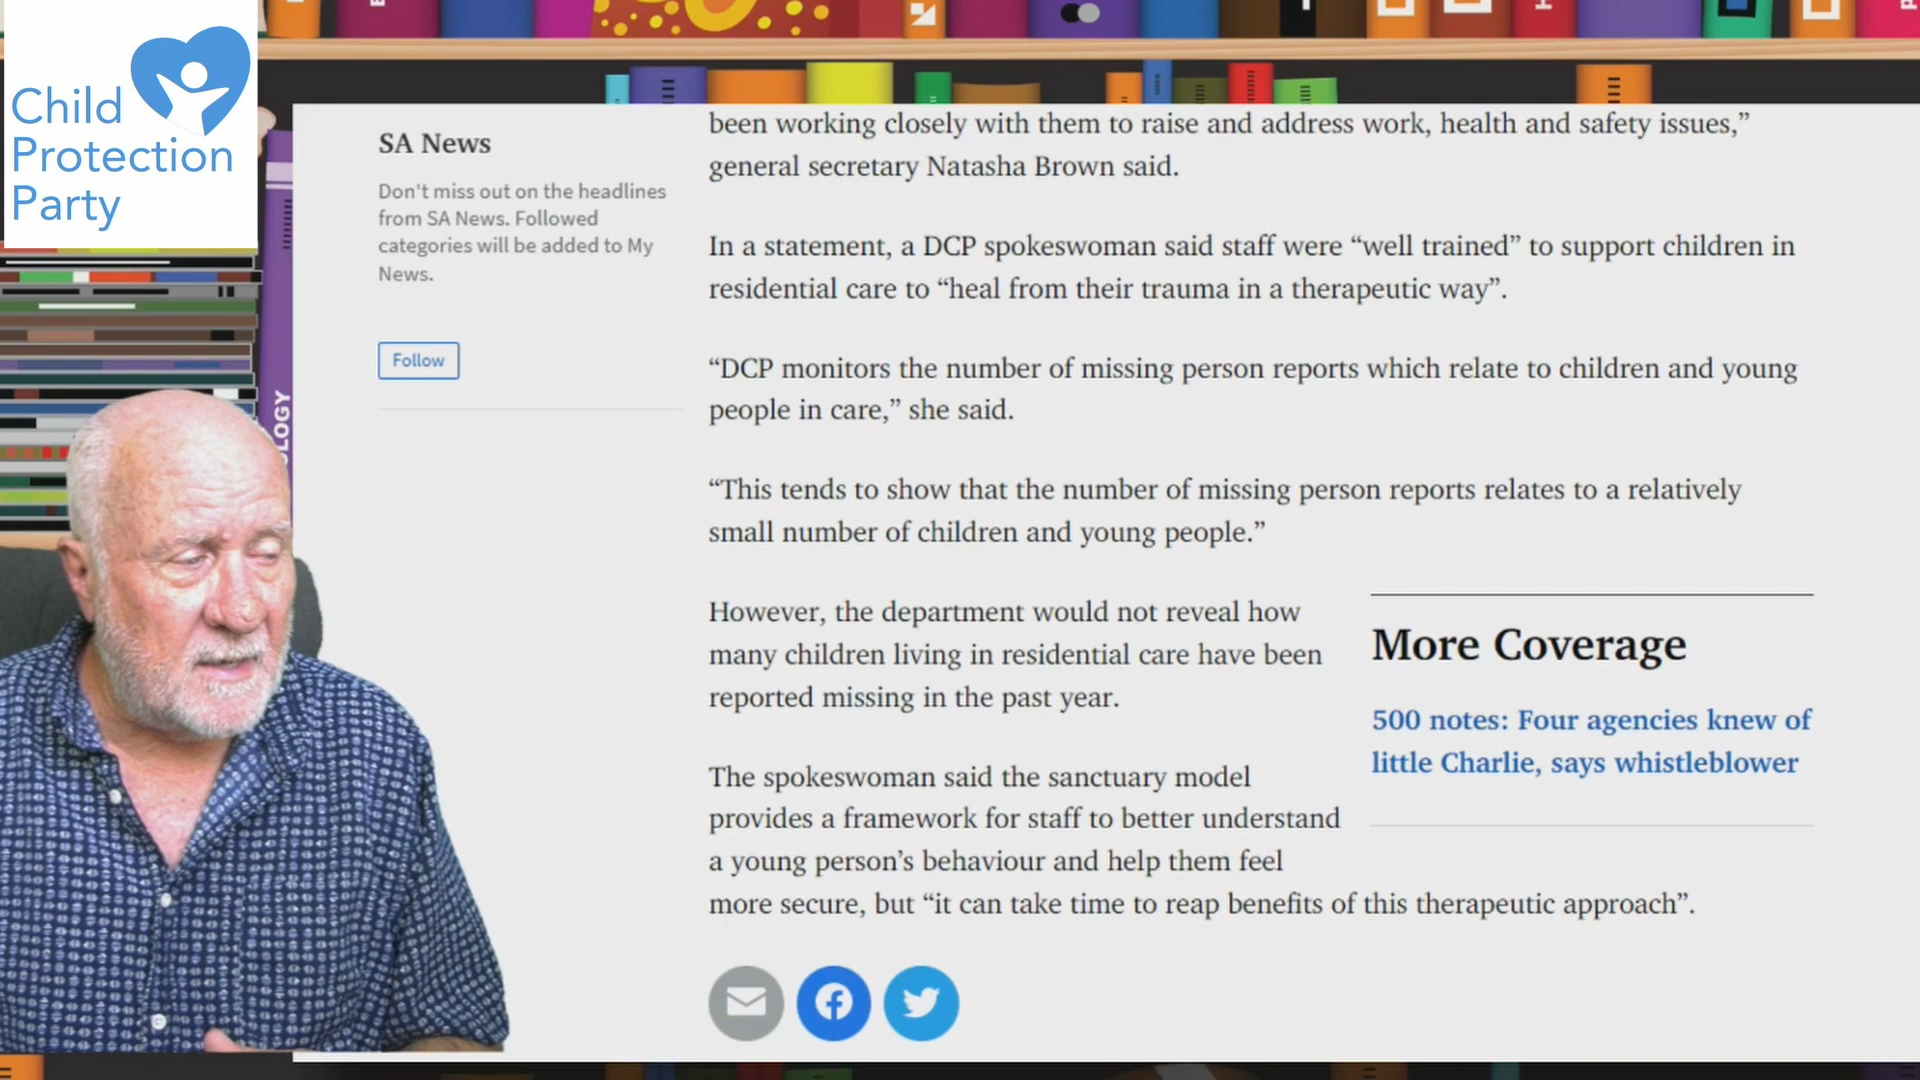 Child
Protection
Party
SA News
Don't miss out on the headlines
from SA News. Followed
categories will be added to My
News.
Follow
been working closely with them to raise and address work, health and safety issues,”
general secretary Natasha Brown said.
In a statement, a DCP spokeswoman said staff were “well trained” to support children in
residential care to “heal from their trauma in a therapeutic way”.
“DCP monitors the number of missing person reports which relate to children and young
people in care,” she said.
“This tends to show that the number of missing person reports relates to a relatively
small number of children and young people.”
However, the department would not reveal how
many children living in residential care have been
reported missing in the past year.
The spokeswoman said the sanctuary model
provides a framework for staff to better understand
a young person’s behaviour and help them feel
more secure, but “it can take time to reap benefits of this therapeutic approach”.
More Coverage
500 notes: Four agencies knew of
little Charlie, says whistleblower